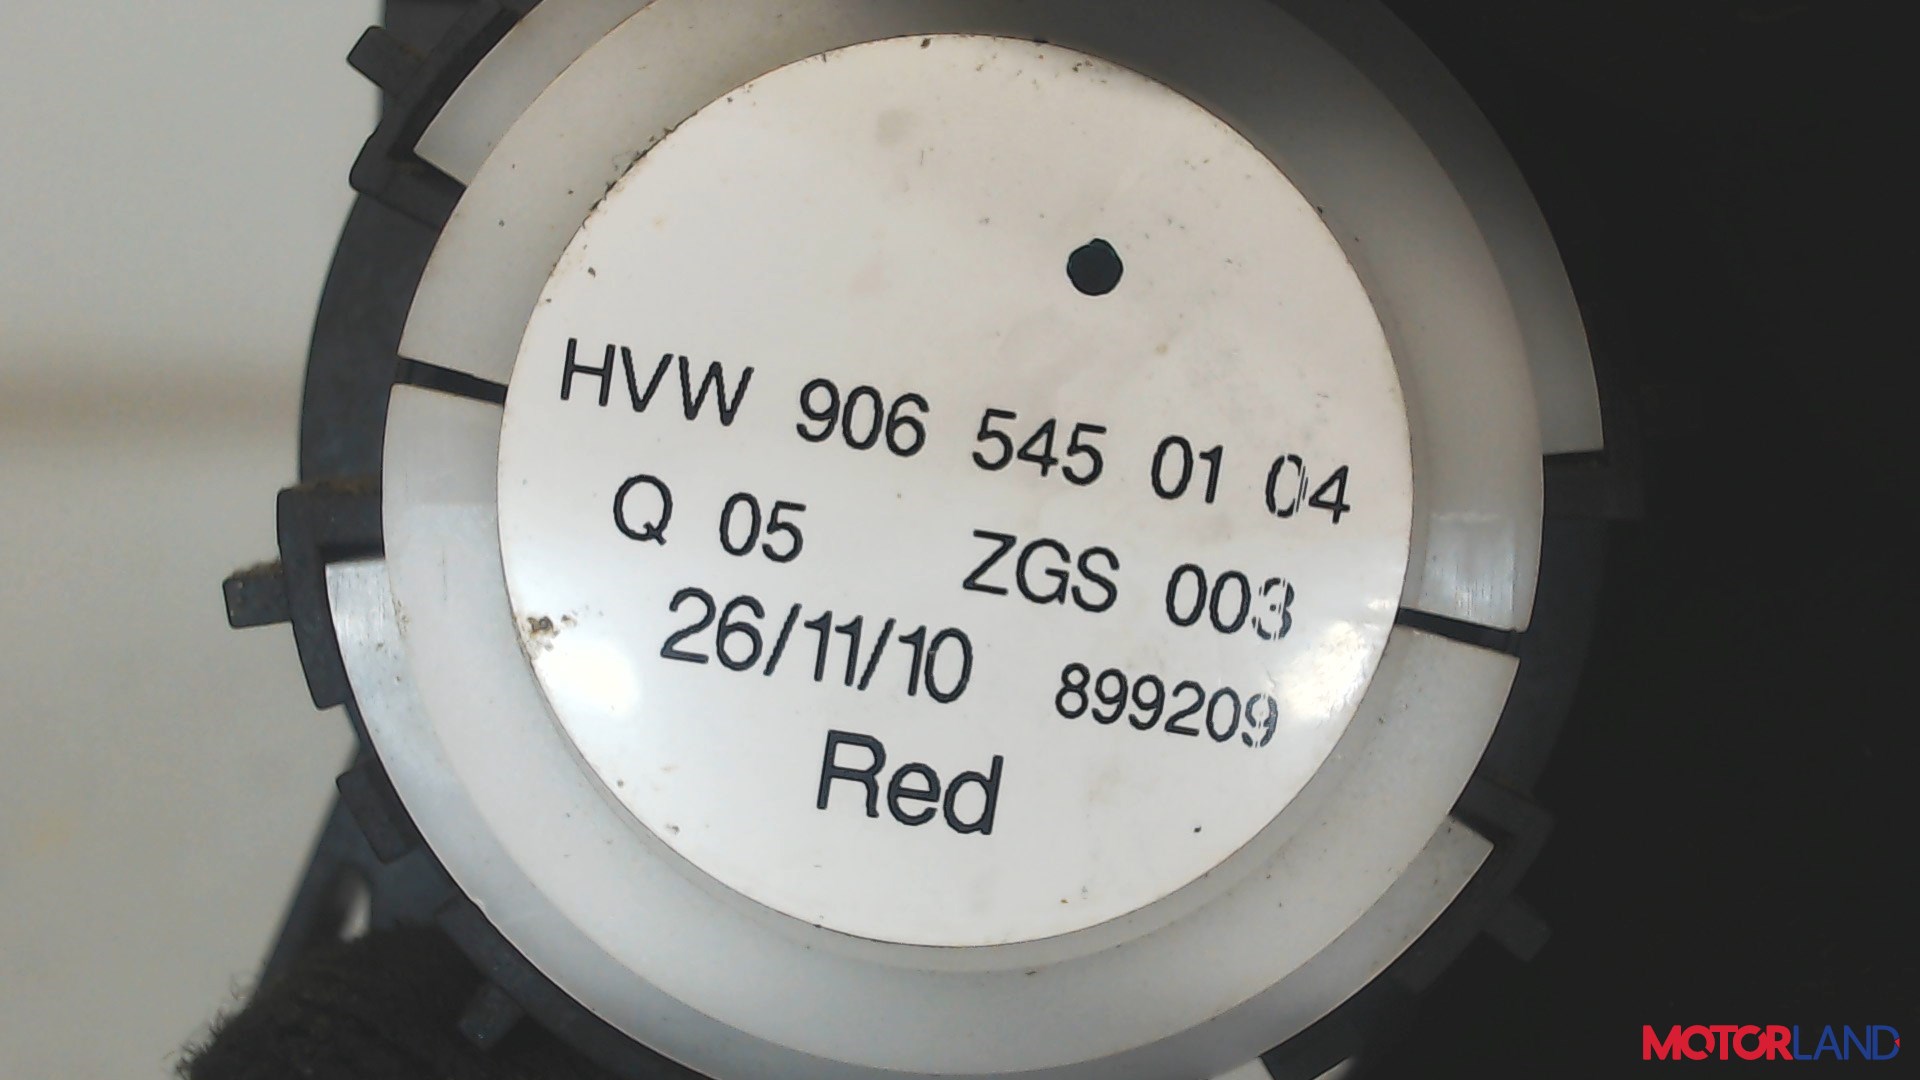 HVW 906 545 01 04
Q 05 ZGS 003
26/11/10 899209
Red
MOTORLAND